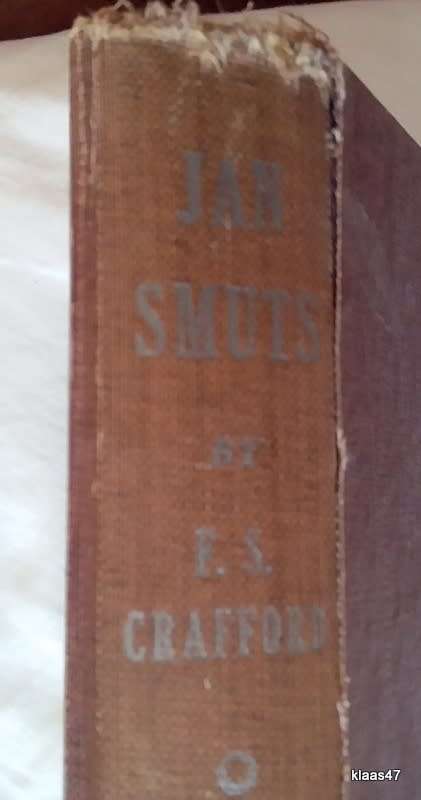 JAN
SMUTS
BY
F. S.
CRAFFORD
klaas47